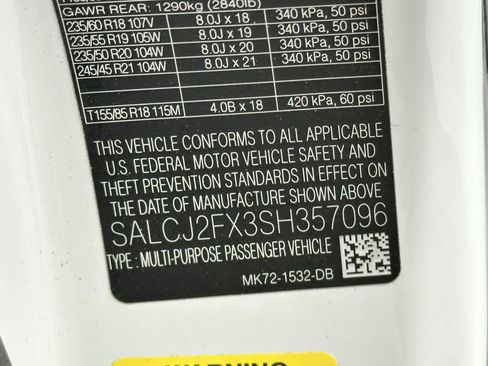 GAWR REAR: 1290kg (2840lb)
235/60 R18 107V 8.0J x 18 340 kPa, 50 psi
235/55 R19 105W 8.0J x 19 340 kPa, 50 psi
235/50 R20 104W 8.0J x 20 340 kPa, 50 psi
245/45 R21 104W 8.0J x 21 340 kPa, 50 psi
T155/85 R18 115M 4.0B x 18 420 kPa, 60 psi
THIS VEHICLE CONFORMS TO ALL APPLICABLE
U.S. FEDERAL MOTOR VEHICLE SAFETY AND
THEFT PREVENTION STANDARDS IN EFFECT ON
THE DATE OF MANUFACTURE SHOWN ABOVE.
SALCJ2FX3SH357096
TYPE : MULTI-PURPOSE PASSENGER VEHICLE
MK72-1532-DB
WARNING